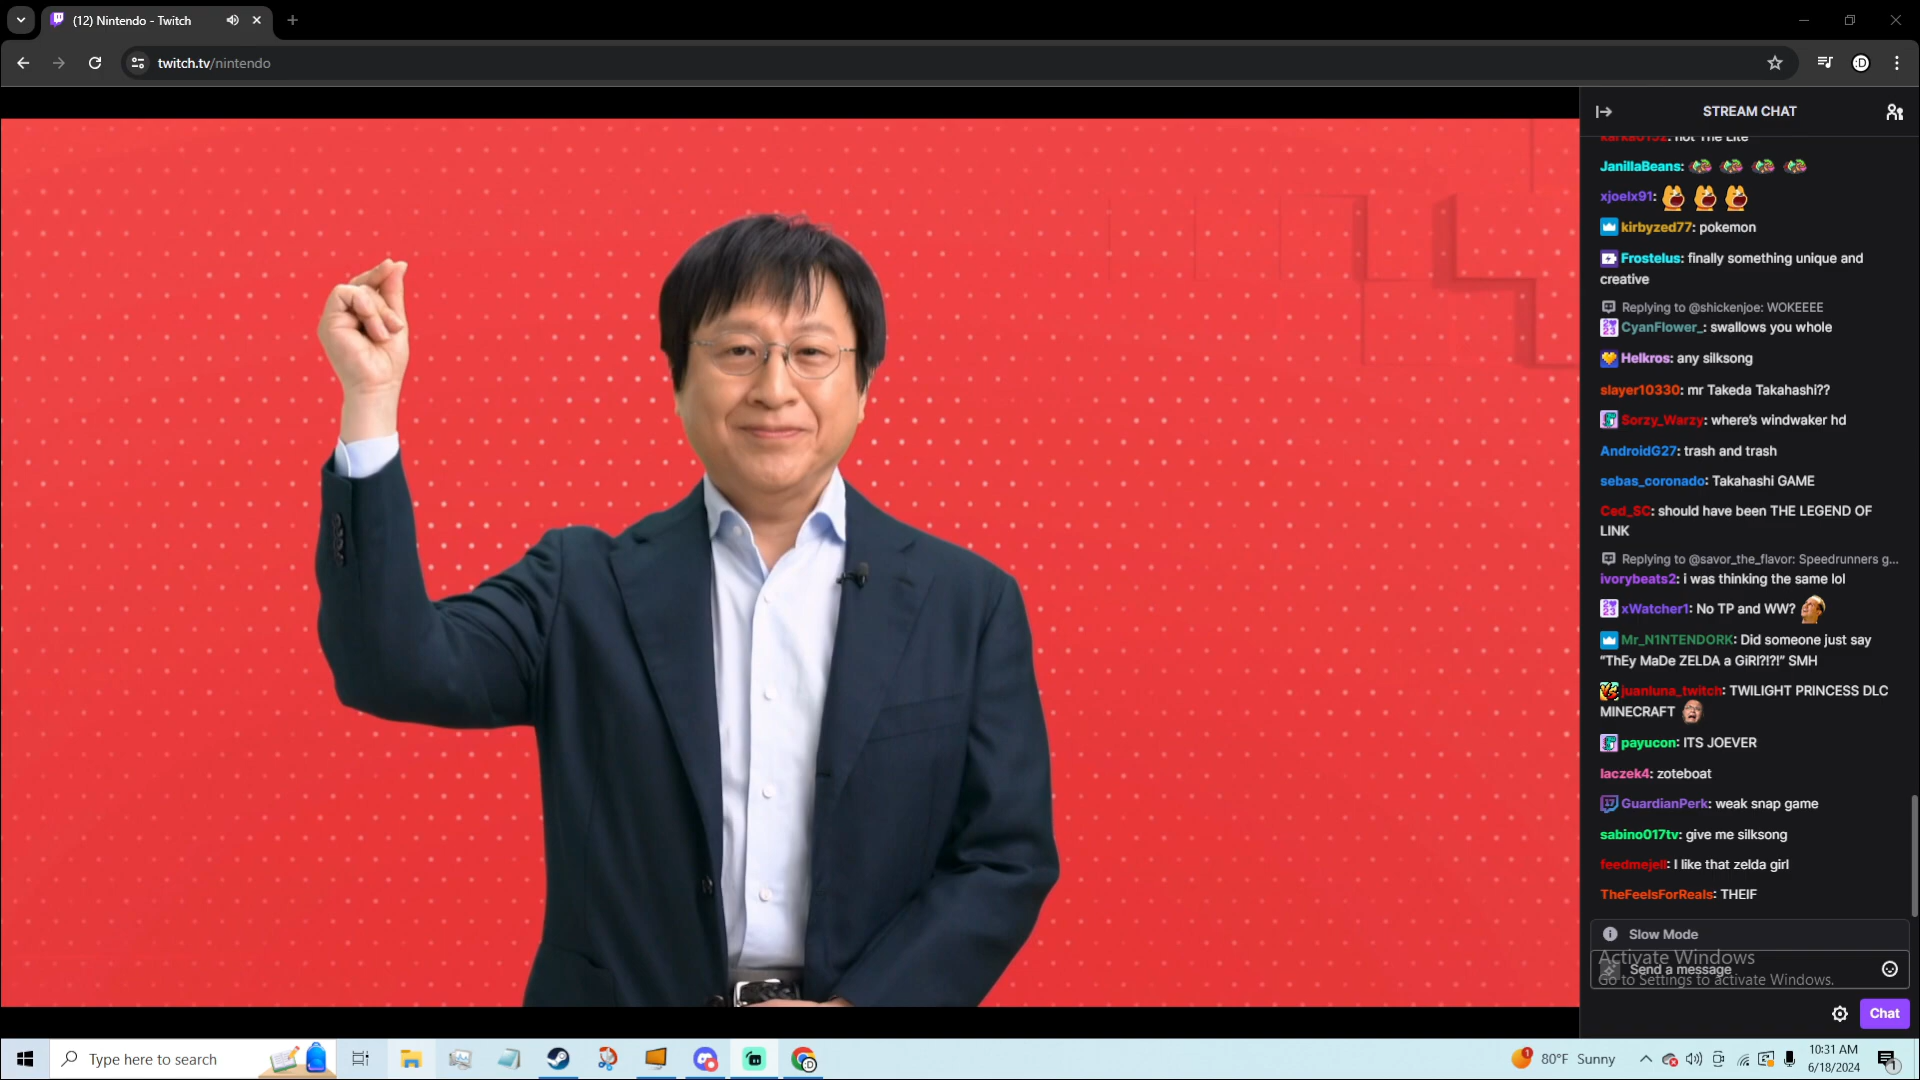 (12) Nintendo - Twitch
twitch.tv/nintendo
STREAM CHAT
karka0192: not The Lite
JanillaBeans:
xjoelx91:
kirbyzed77: pokemon
Frostelus: finally something unique and
creative
Replying to @shickenjoe: WOKEEEE
CyanFlower_: swallows you whole
Helkros: any silksong
slayer10330: mr Takeda Takahashi??
Sorzy_Warzy: where's windwaker hd
AndroidG27: trash and trash
sebas_coronado: Takahashi GAME
Ced_SC: should have been THE LEGEND OF
LINK
Replying to @savor_the_flavor: Speedrunners g...
ivorybeats2: i was thinking the same lol
xWatcher1: No TP and WW?
Mr_N1NTENDORK: Did someone just say
“ThEy MaDe ZELDA a GiRl?!?!” SMH
juanluna_twitch: TWILIGHT PRINCESS DLC
MINECRAFT
payucon: ITS JOEVER
laczek4: zoteboat
GuardianPerk: weak snap game
sabino017tv: give me silksong
feedmejell: I like that zelda girl
TheFeelsForReals: THEIF
Slow Mode
Activate Windows
Send a message
Go to Settings to activate Windows.
Chat
Type here to search
80°F Sunny
10:31 AM
6/18/2024